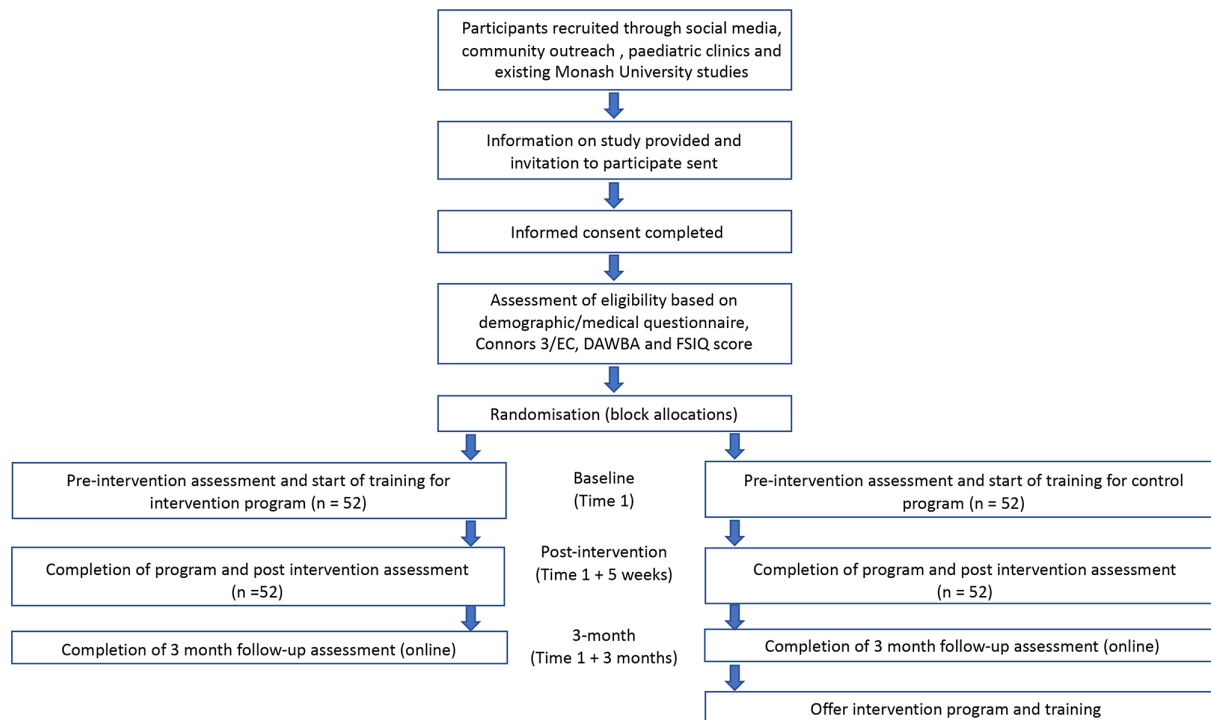 Participants recruited through social media,
community outreach , paediatric clinics and
existing Monash University studies
Information on study provided and
invitation to participate sent
Informed consent completed
Assessment of eligibility based on
demographic/medical questionnaire,
Connors 3/EC, DAWBA and FSIQ score
Randomisation (block allocations)
Pre-intervention assessment and start of training for
intervention program (n = 52)
Baseline
(Time 1)
Pre-intervention assessment and start of training for control
program (n = 52)
Completion of program and post intervention assessment
(n =52)
Post-intervention
(Time 1 + 5 weeks)
Completion of program and post intervention assessment
(n = 52)
Completion of 3 month follow-up assessment (online)
3-month
(Time 1 + 3 months)
Completion of 3 month follow-up assessment (online)
Offer intervention program and training